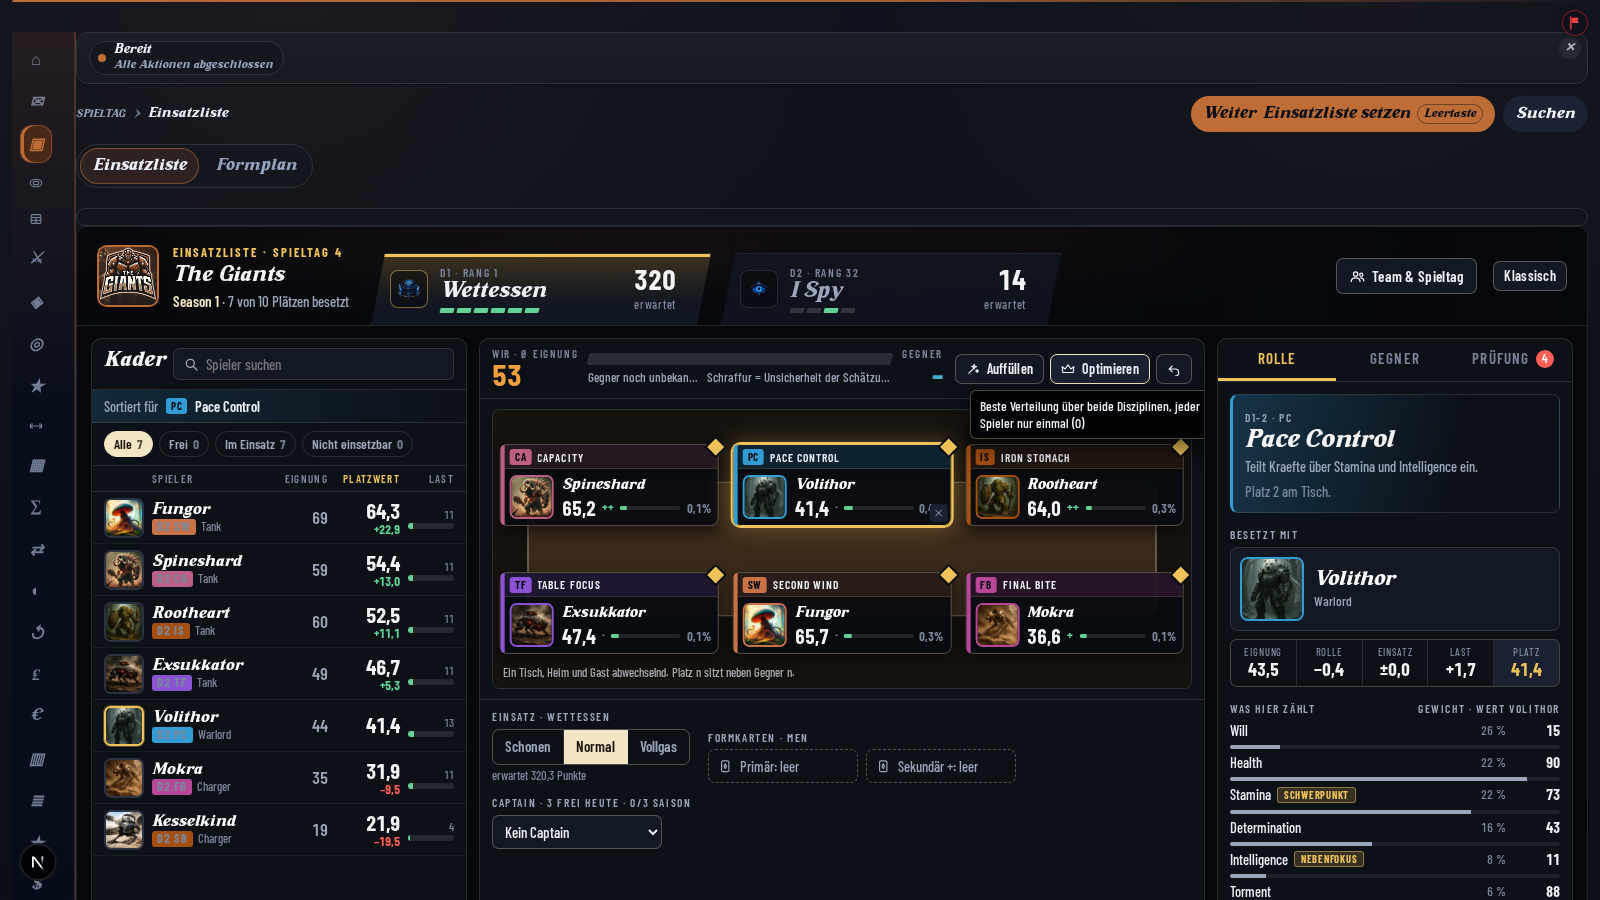 Bereit
Alle Aktionen abgeschlossen
SPIELTAG > Einsatzliste
Weiter Einsatzliste setzen Leertaste
Suchen
Einsatzliste
Formplan
EINSATZLISTE · SPIELTAG 4
The Giants
Season 1 · 7 von 10 Plätzen besetzt
D1 · RANG 1
Wettessen
320
erwartet
D2 · RANG 32
I Spy
14
erwartet
Team & Spieltag
Klassisch
Kader
Spieler suchen
Sortiert für PC Pace Control
Alle 7
Frei 0
Im Einsatz 7
Nicht einsetzbar 0
SPIELER EIGNUNG PLATZWERT LAST
Fungor
Tank
69
64,3
+22,9
11
Spineshard
Tank
59
54,4
+13,0
11
Rootheart
D2 IS Tank
60
52,5
+11,1
11
Exsukkator
D2 TF Tank
49
46,7
+5,3
11
Volithor
Warlord
44
41,4
13
Mokra
D2 FB Charger
35
31,9
−9,5
11
Kesselkind
D2 SR Charger
19
21,9
−19,5
4
WIR · Ø EIGNUNG
53
GEGNER
Gegner noch unbekan... Schraffur = Unsicherheit der Schätzu...
Auffüllen
Optimieren
Beste Verteilung über beide Disziplinen, jeder
Spieler nur einmal (0)
CA CAPACITY
Spineshard
65,2 ++ 0,1%
PC PACE CONTROL
Volithor
41,4 ·
IS IRON STOMACH
Rootheart
64,0 ++ 0,3%
TF TABLE FOCUS
Exsukkator
47,4 · 0,1%
SW SECOND WIND
Fungor
65,7 · 0,3%
FB FINAL BITE
Mokra
36,6 + 0,1%
Ein Tisch, Heim und Gast abwechselnd. Platz n sitzt neben Gegner n.
EINSATZ · WETTESSEN
Schonen
Normal
Vollgas
erwartet 320,3 Punkte
FORMKARTEN · MEN
Primär: leer
Sekundär +: leer
CAPTAIN · 3 FREI HEUTE · 0/3 SAISON
Kein Captain
ROLLE
GEGNER
PRÜFUNG 4
D1-2 · PC
Pace Control
Teilt Kraefte über Stamina und Intelligence ein.
Platz 2 am Tisch.
BESETZT MIT
Volithor
Warlord
EIGNUNG
43,5
ROLLE
−0,4
EINSATZ
±0,0
LAST
+1,7
PLATZ
41,4
WAS HIER ZÄHLT
GEWICHT · WERT VOLITHOR
Will 26 % 15
Health 22 % 90
Stamina SCHWERPUNKT 22 % 73
Determination 16 % 43
Intelligence NEBENFOKUS 8 % 11
Torment 6 % 88